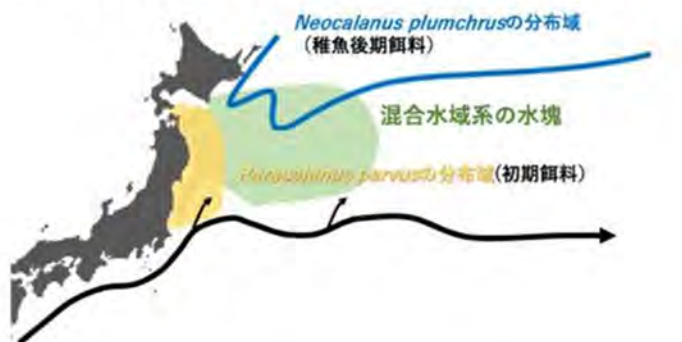 Neocalanus plumchrusの分布域
（稚魚後期餌料）
混合水域系の水塊
Paracalanus parvusの分布域(初期餌料）